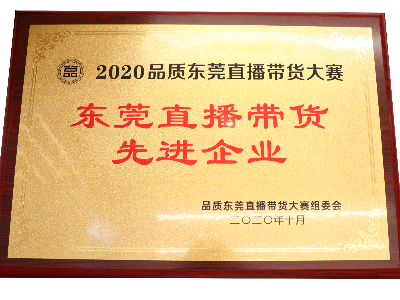 2020品质东莞直播带货大赛
东莞直播带货
先进企业
品质东莞直播带货大赛组委会
二〇二〇年十月